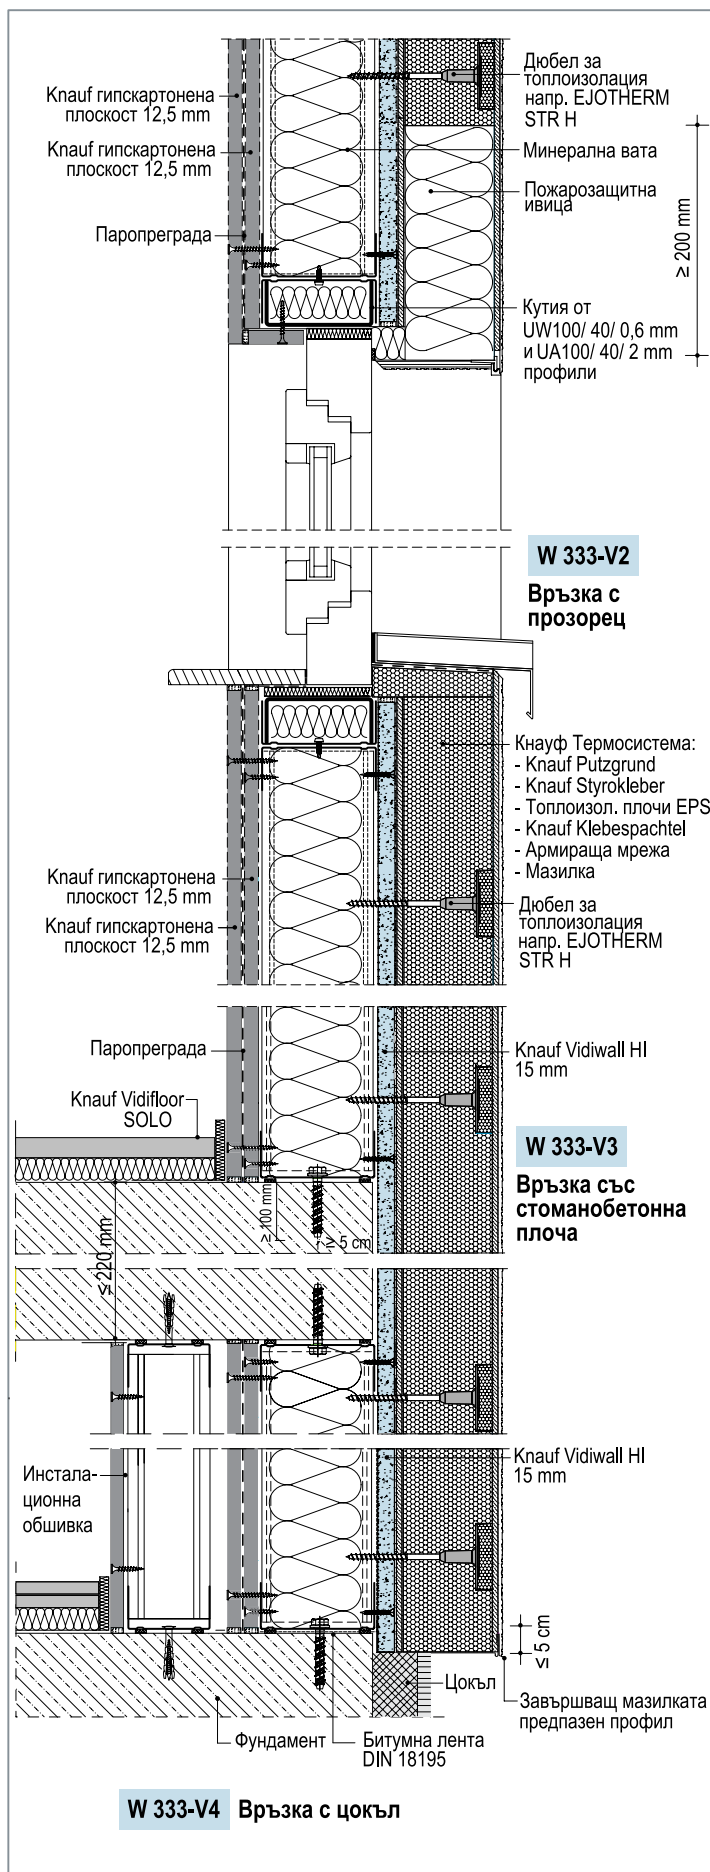 Knauf гипскартонена
плоскост 12,5 mm
Knauf гипскартонена
плоскост 12,5 mm
Паропреграда
Дюбел за
топлоизолация
напр. EJOTHERM
STR H
Минерална вата
Пожарозащитна
ивица
≥ 200 mm
Кутия от
UW100/ 40/ 0,6 mm
и UA100/ 40/ 2 mm
профили
W 333-V2
Връзка с
прозорец
Кнауф Термосистема:
- Knauf Putzgrund
- Knauf Styrokleber
- Топлоизол. плочи EPS
- Knauf Klebespachtel
- Армираща мрежа
- Мазилка
Knauf гипскартонена
плоскост 12,5 mm
Knauf гипскартонена
плоскост 12,5 mm
Дюбел за
топлоизолация
напр. EJOTHERM
STR H
Паропреграда
Knauf Vidiwall HI
15 mm
Knauf Vidifloor
SOLO
W 333-V3
Връзка със
стоманобетонна
плоча
≥ 100 mm
≥ 5 cm
≤ 220 mm
Knauf Vidiwall HI
15 mm
Инстала-
ционна
обшивка
≤ 5 cm
Цокъл
Завършващ мазилката
предпазен профил
Фундамент
Битумна лента
DIN 18195
W 333-V4 Връзка с цокъл